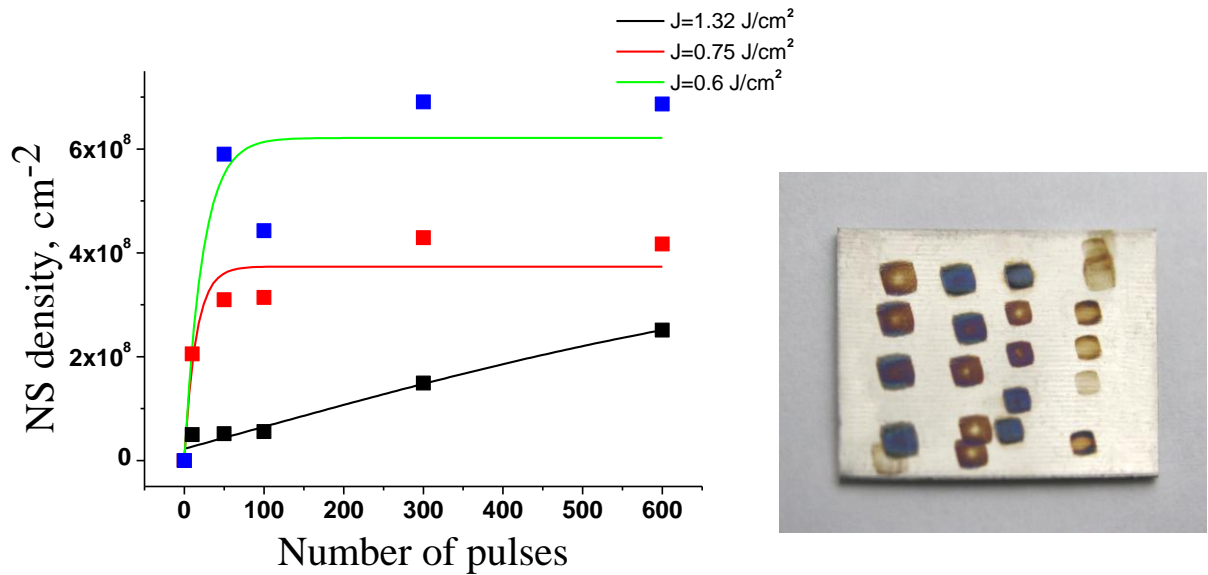 J=1.32 J/cm²
J=0.75 J/cm²
J=0.6 J/cm²
NS density, cm⁻²
6x10⁸
4x10⁸
2x10⁸
0
0 100 200 300 400 500 600
Number of pulses